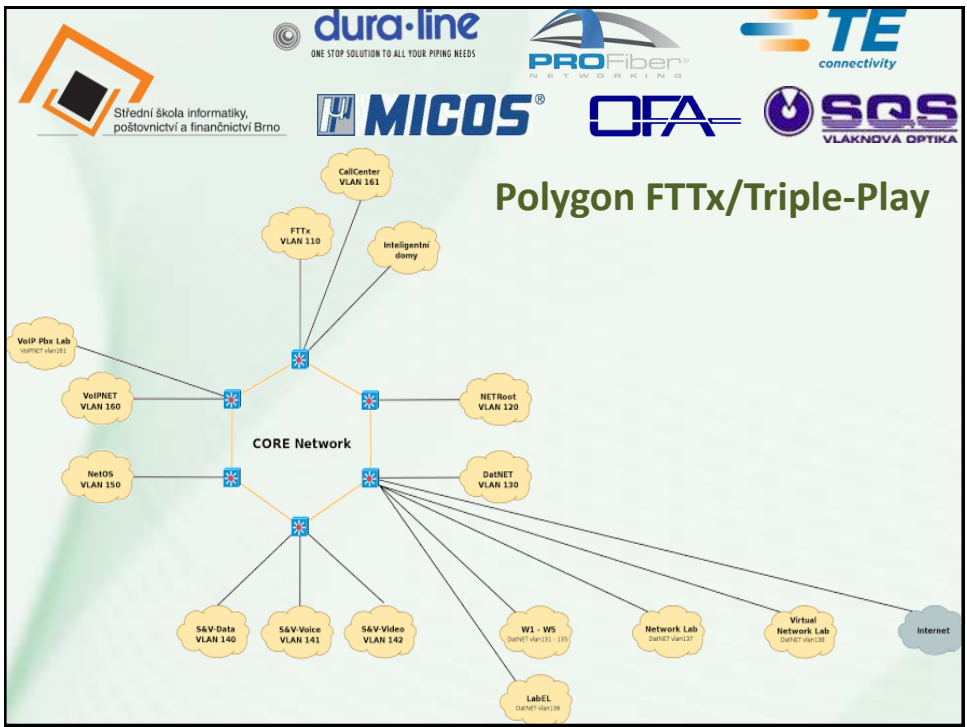 dura-line
ONE STOP SOLUTION TO ALL YOUR PIPING NEEDS
PROFiber®
NETWORKING
TE
connectivity
Střední škola informatiky,
poštovnictví a finančnictví Brno
MICOS®
OFA
SQS
VLÁKNOVÁ OPTIKA
Polygon FTTx/Triple-Play
CallCenter
VLAN 161
FTTx
VLAN 110
Inteligentní
domy
VoIP Pbx Lab
VoIPNET vlan161
VoIPNET
VLAN 160
NETRoot
VLAN 120
CORE Network
NetOS
VLAN 150
DatNET
VLAN 130
S&V-Data
VLAN 140
S&V-Voice
VLAN 141
S&V-Video
VLAN 142
W1 - W5
DatNET vlan131 - 135
Network Lab
DatNET vlan137
Virtual
Network Lab
DatNET vlan138
Internet
LabEL
DatNET vlan136